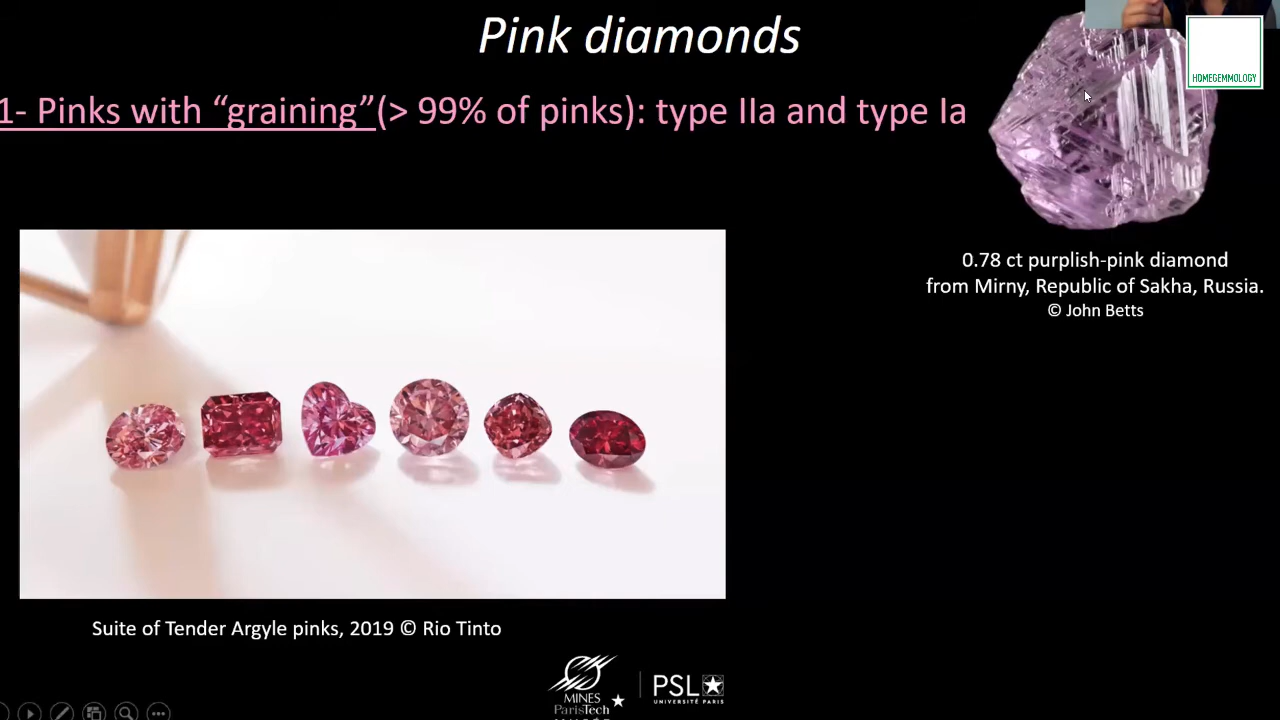 Pink diamonds
1- Pinks with “graining”(> 99% of pinks): type IIa and type Ia
HOMEGEMMOLOGY
0.78 ct purplish-pink diamond
from Mirny, Republic of Sakha, Russia.
© John Betts
Suite of Tender Argyle pinks, 2019 © Rio Tinto
MINES
ParisTech
PSL
UNIVERSITÉ PARIS